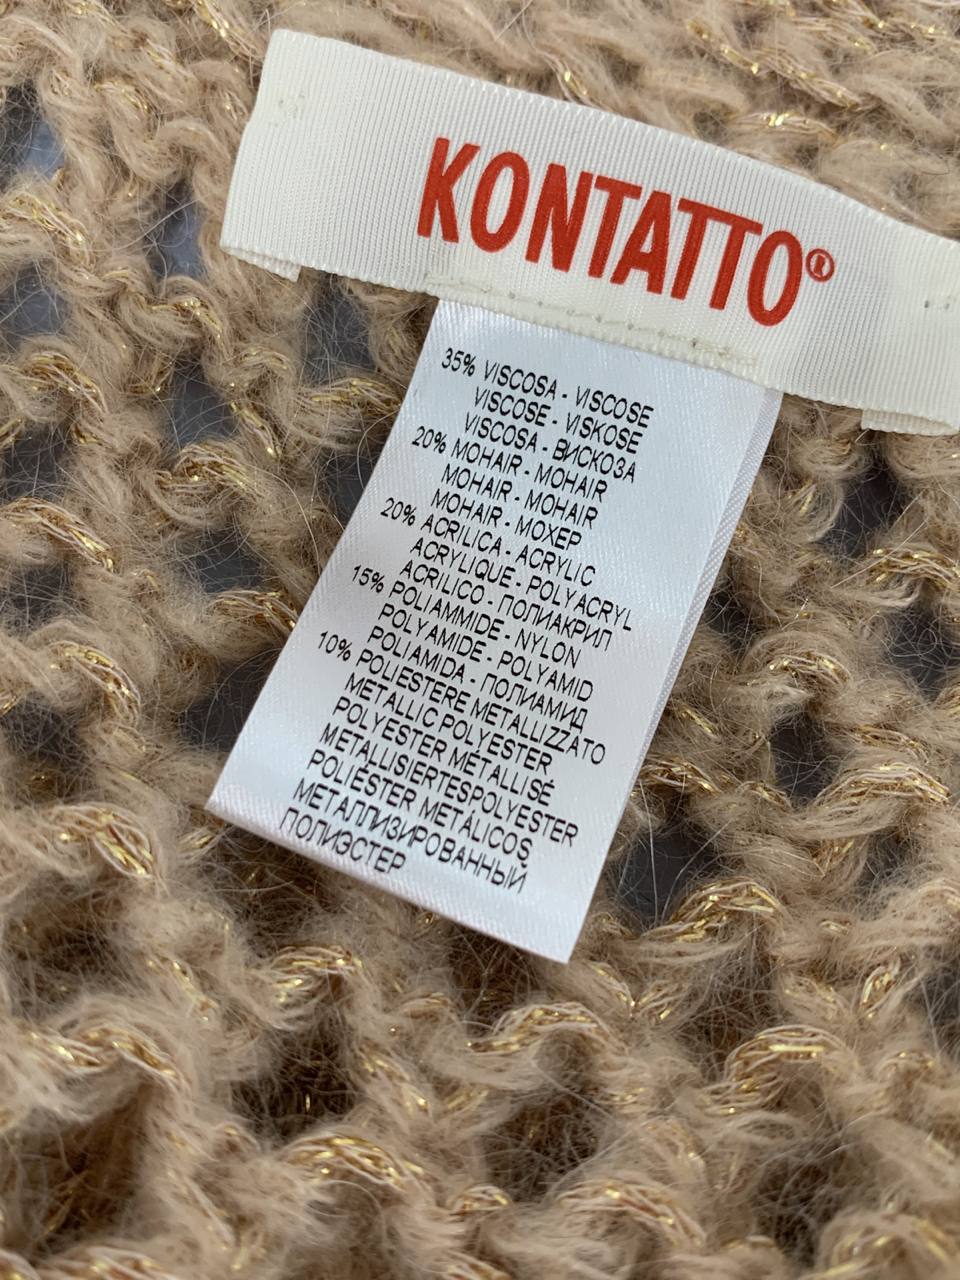 KONTATTO®
35% VISCOSA - VISCOSE
VISCOSE - VISKOSE
VISCOSA - ВИСКОЗА
20% MOHAIR - MOHAIR
MOHAIR - MOHAIR
MOHAIR - МОХЕР
20% ACRILICA - ACRYLIC
ACRYLIQUE - POLYACRYL
ACRILICO - ПОЛИАКРИЛ
15% POLIAMMIDE - NYLON
POLYAMIDE - POLYAMID
POLIAMIDA - ПОЛИАМИД
10% POLIESTERE METALLIZZATO
METALLIC POLYESTER
POLYESTER MÉTALLISÉ
METALLISIERTESPOLYESTER
POLIÉSTER METÁLICOS
МЕТАЛЛИЗИРОВАННЫЙ
ПОЛИЭСТЕР